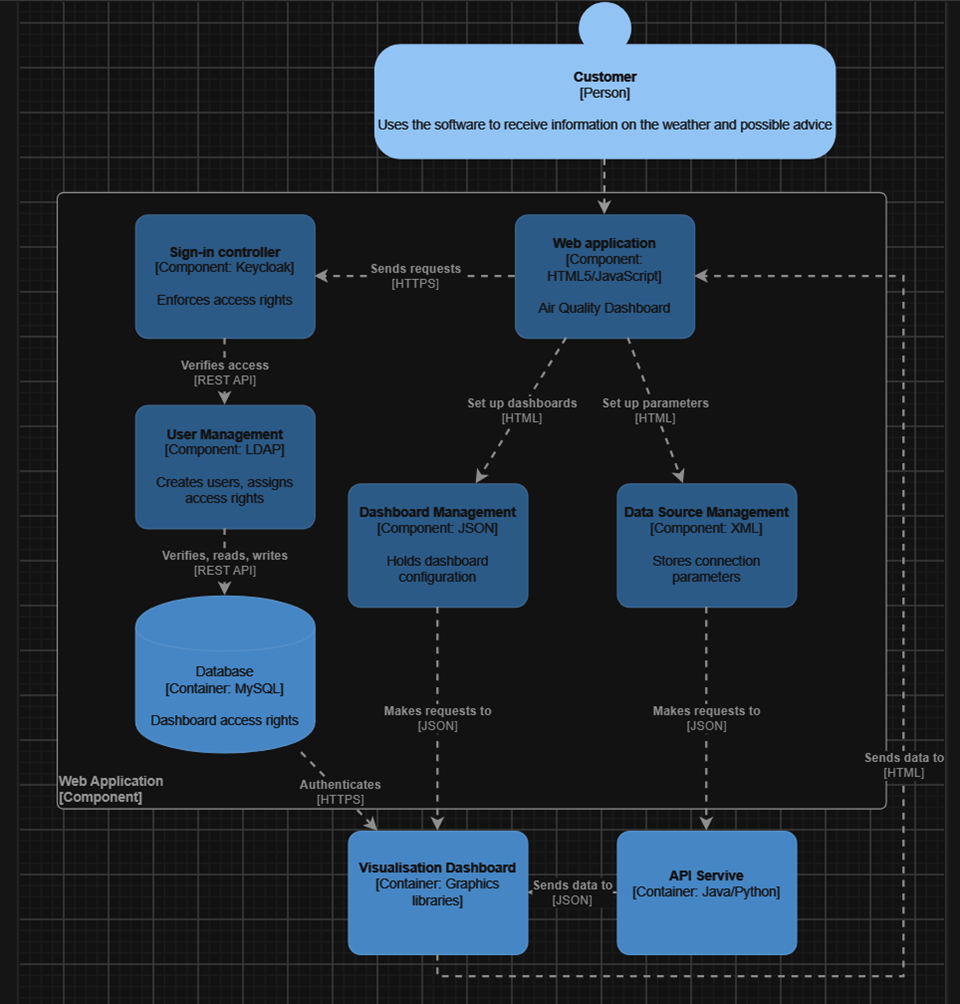 Customer
[Person]
Uses the software to receive information on the weather and possible advice
Sign-in controller
[Component: Keycloak]
Enforces access rights
Sends requests
[HTTPS]
Web application
[Component:
HTML5/JavaScript]
Air Quality Dashboard
Verifies access
[REST API]
Set up dashboards
[HTML]
Set up parameters
[HTML]
User Management
[Component: LDAP]
Creates users, assigns
access rights
Dashboard Management
[Component: JSON]
Holds dashboard
configuration
Data Source Management
[Component: XML]
Stores connection
parameters
Verifies, reads, writes
[REST API]
Database
[Container: MySQL]
Dashboard access rights
Makes requests to
[JSON]
Makes requests to
[JSON]
Sends data to
[HTML]
Web Application
[Component]
Authenticates
[HTTPS]
Visualisation Dashboard
[Container: Graphics
libraries]
Sends data to
[JSON]
API Servive
[Container: Java/Python]